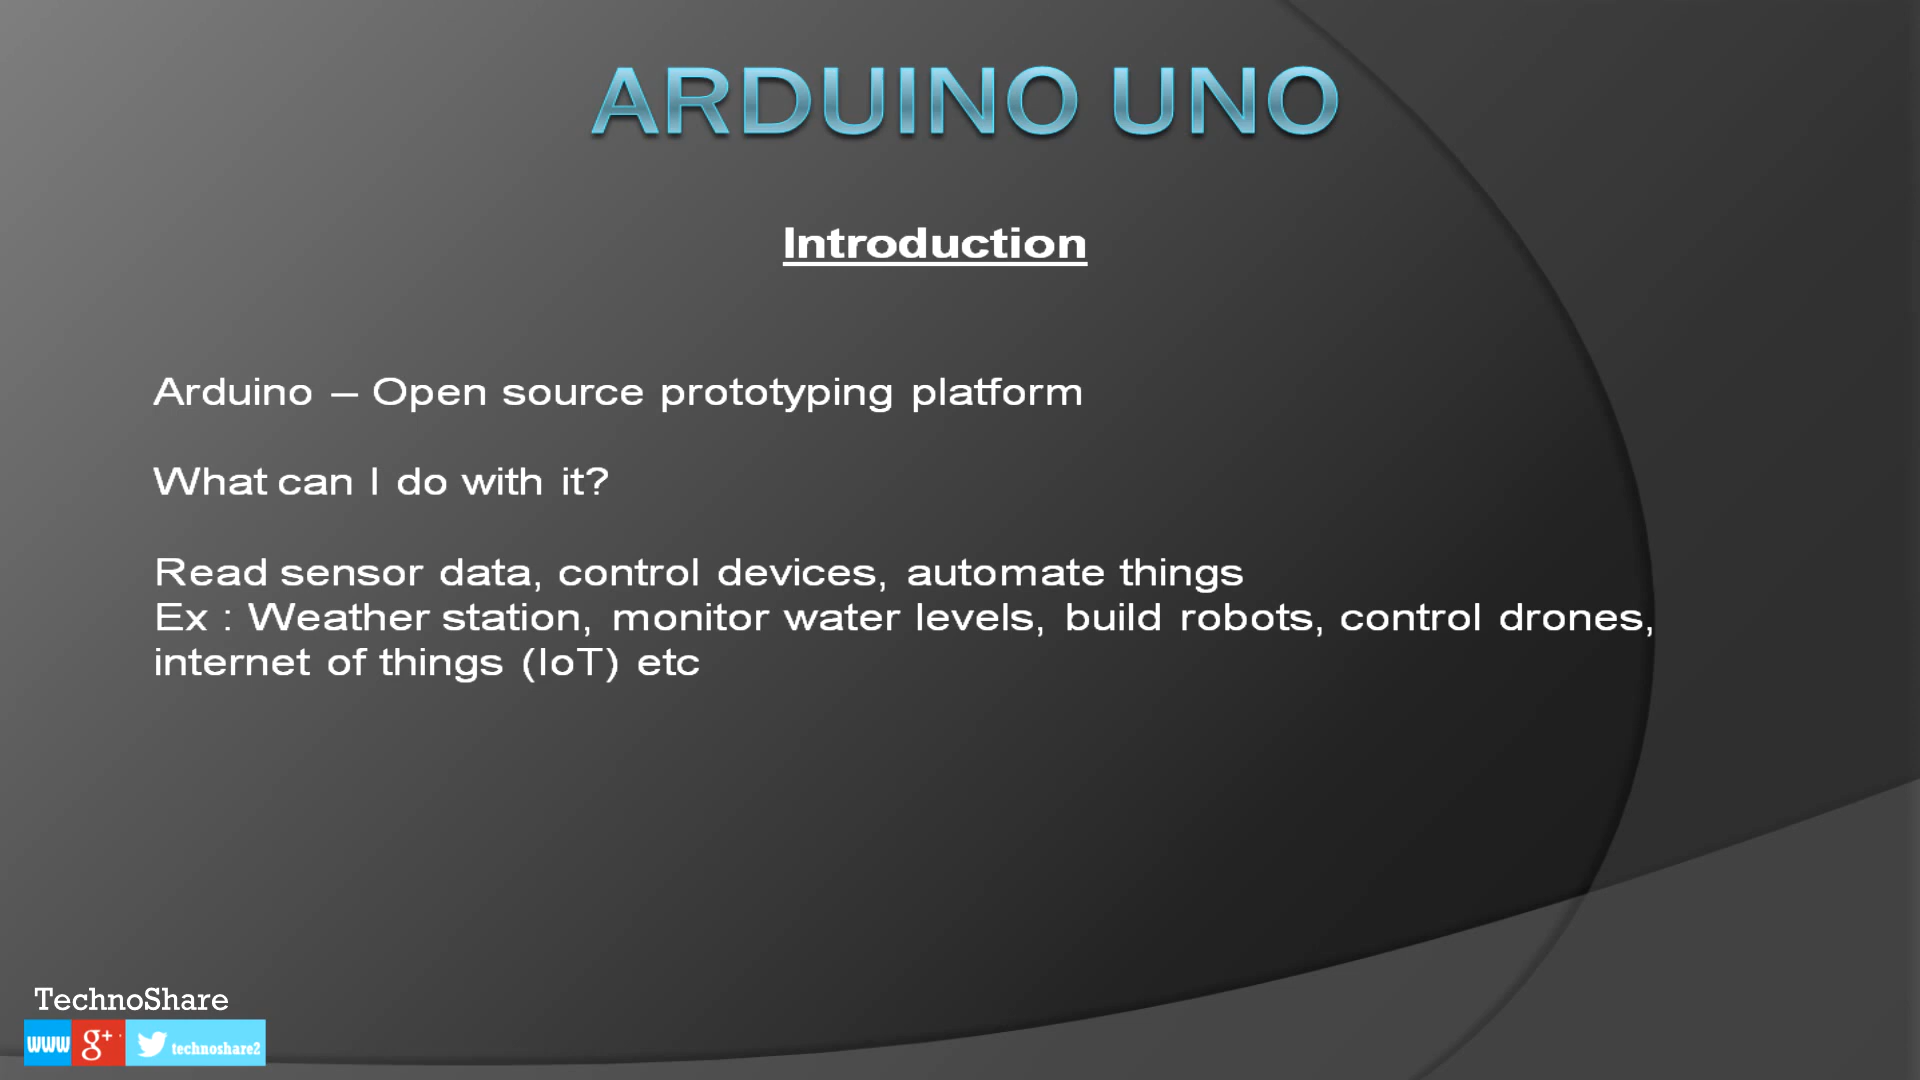 ARDUINO UNO
Introduction
Arduino – Open source prototyping platform
What can I do with it?
Read sensor data, control devices, automate things
Ex : Weather station, monitor water levels, build robots, control drones,
internet of things (IoT) etc
TechnoShare
www g+ technoshare2